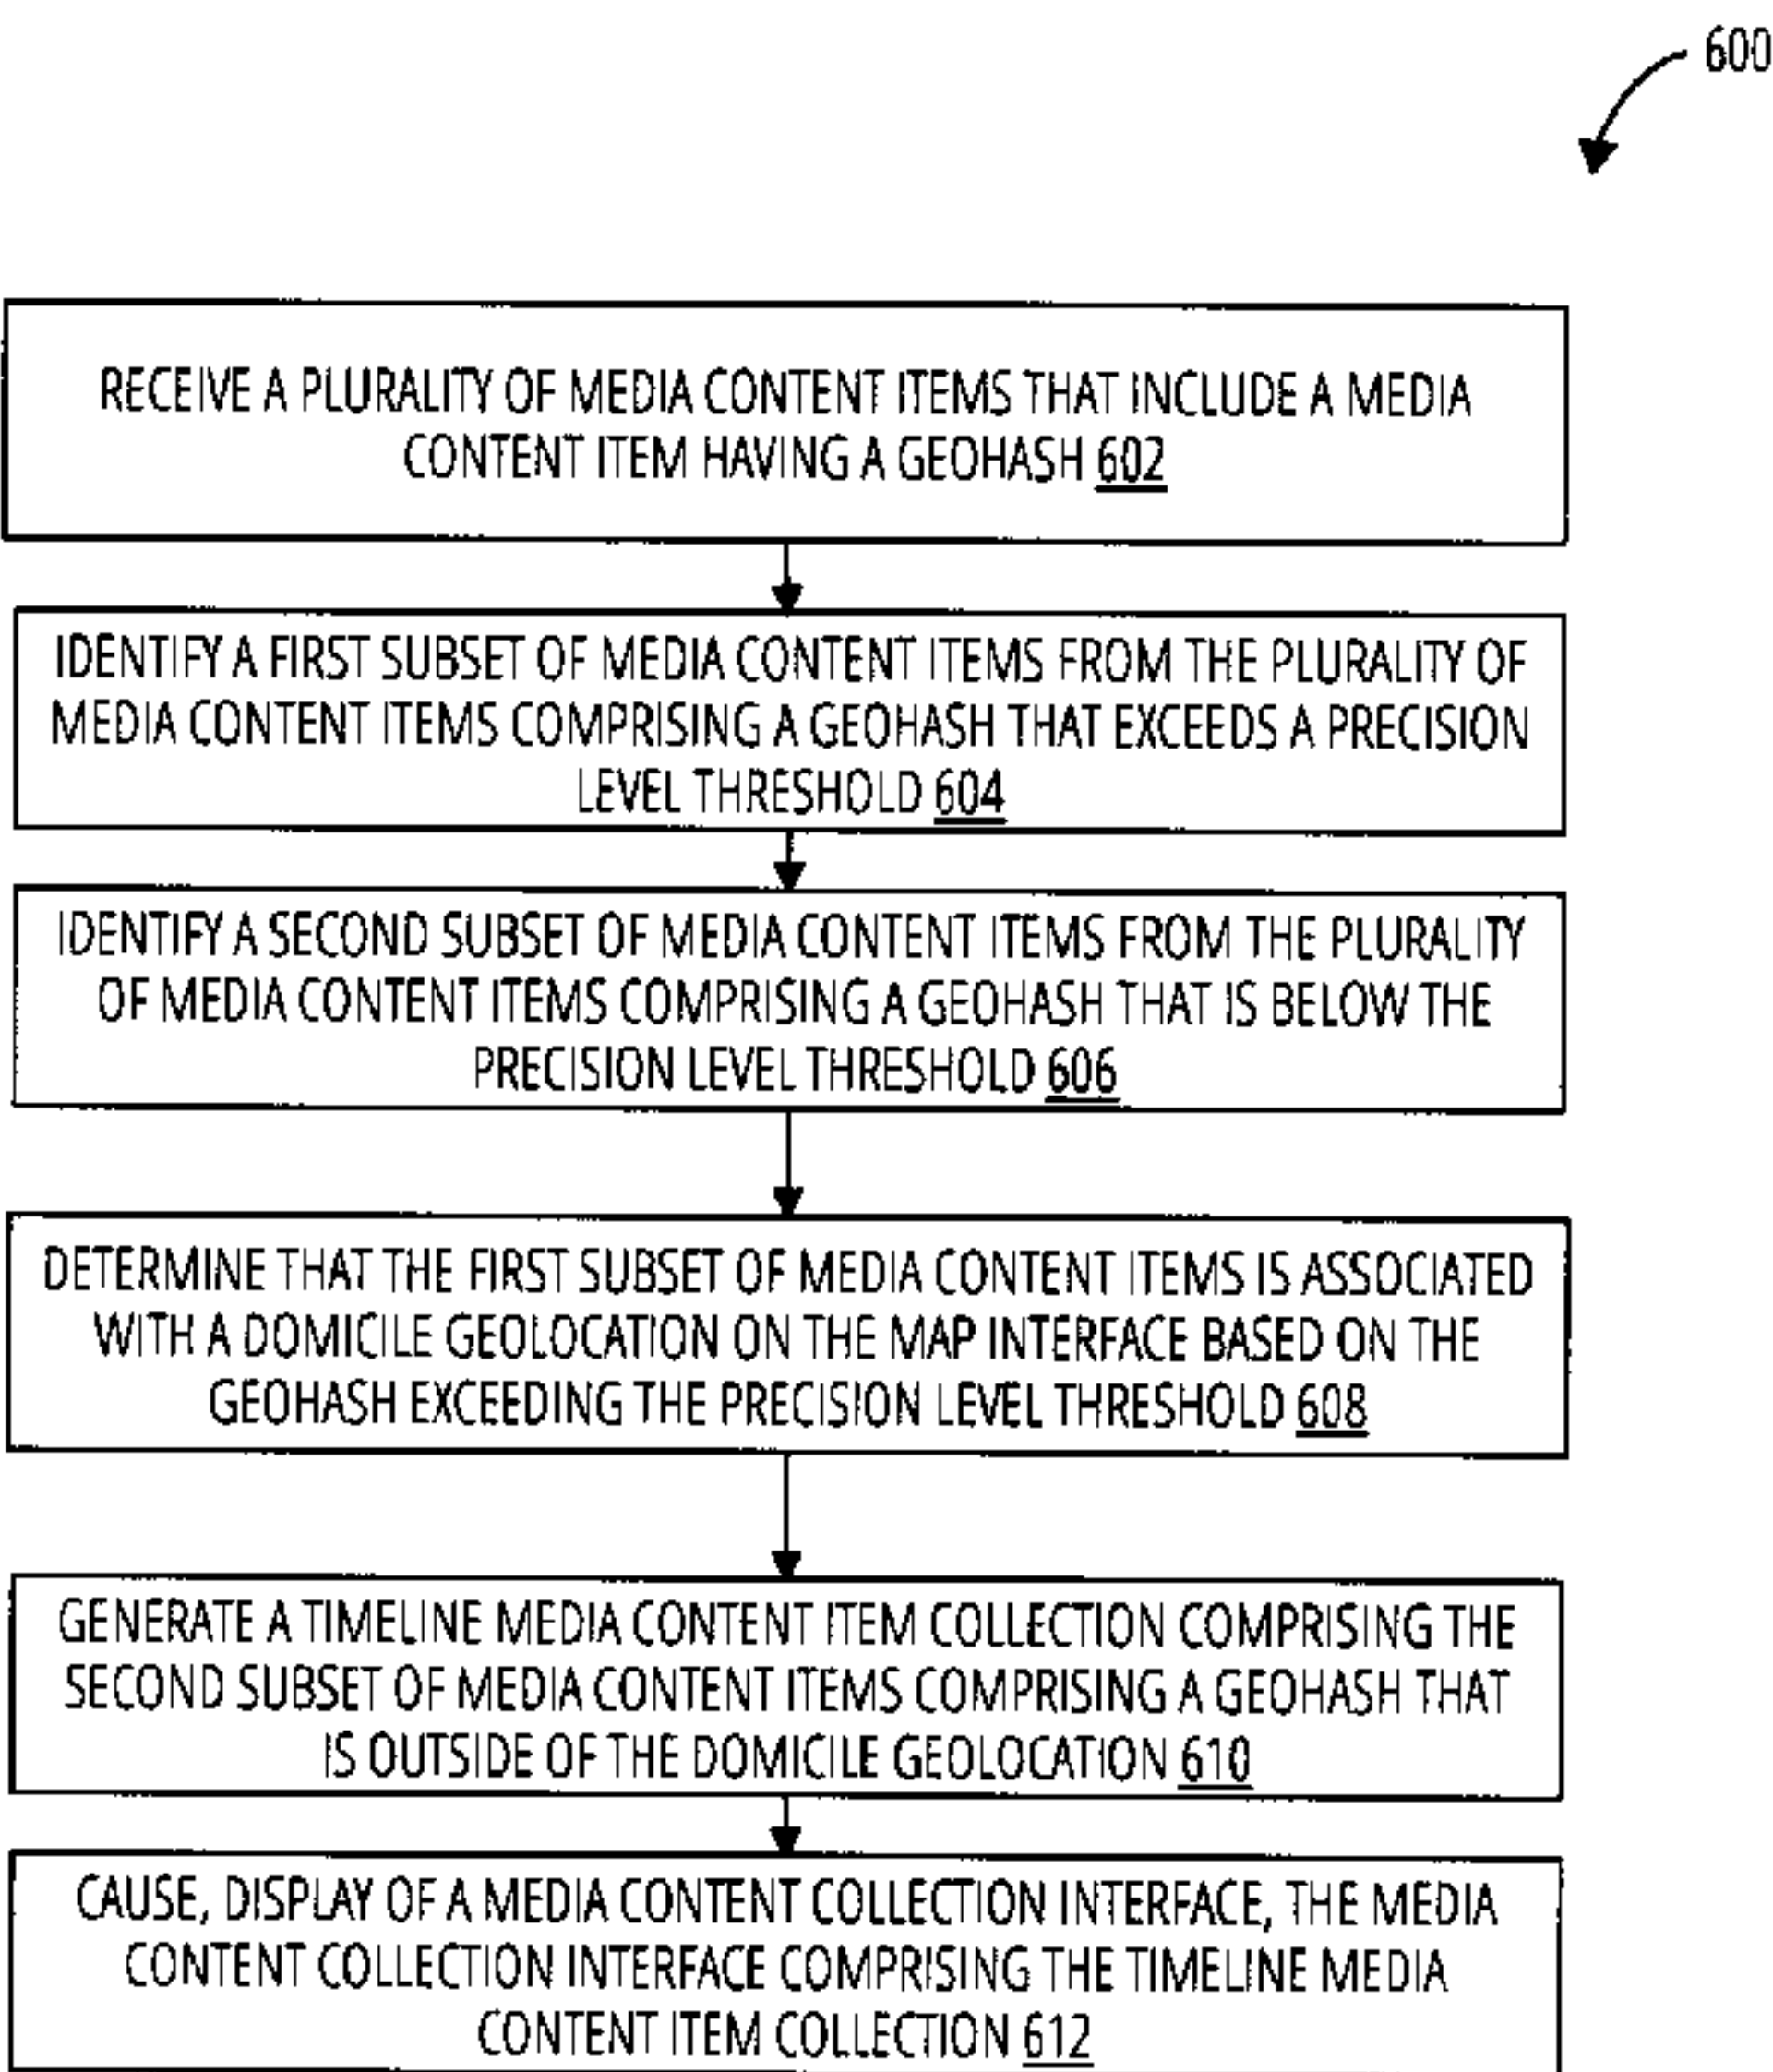 600
RECEIVE A PLURALITY OF MEDIA CONTENT ITEMS THAT INCLUDE A MEDIA
CONTENT ITEM HAVING A GEOHASH 602
IDENTIFY A FIRST SUBSET OF MEDIA CONTENT ITEMS FROM THE PLURALITY OF
MEDIA CONTENT ITEMS COMPRISING A GEOHASH THAT EXCEEDS A PRECISION
LEVEL THRESHOLD 604
IDENTIFY A SECOND SUBSET OF MEDIA CONTENT ITEMS FROM THE PLURALITY
OF MEDIA CONTENT ITEMS COMPRISING A GEOHASH THAT IS BELOW THE
PRECISION LEVEL THRESHOLD 606
DETERMINE THAT THE FIRST SUBSET OF MEDIA CONTENT ITEMS IS ASSOCIATED
WITH A DOMICILE GEOLOCATION ON THE MAP INTERFACE BASED ON THE
GEOHASH EXCEEDING THE PRECISION LEVEL THRESHOLD 608
GENERATE A TIMELINE MEDIA CONTENT ITEM COLLECTION COMPRISING THE
SECOND SUBSET OF MEDIA CONTENT ITEMS COMPRISING A GEOHASH THAT
IS OUTSIDE OF THE DOMICILE GEOLOCATION 610
CAUSE, DISPLAY OF A MEDIA CONTENT COLLECTION INTERFACE, THE MEDIA
CONTENT COLLECTION INTERFACE COMPRISING THE TIMELINE MEDIA
CONTENT ITEM COLLECTION 612